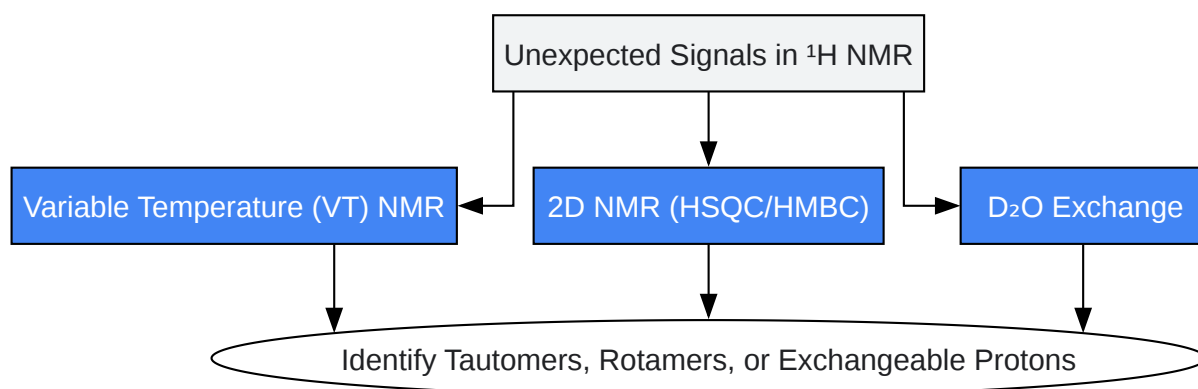 Unexpected Signals in ¹H NMR
Variable Temperature (VT) NMR
2D NMR (HSQC/HMBC)
D₂O Exchange
Identify Tautomers, Rotamers, or Exchangeable Protons